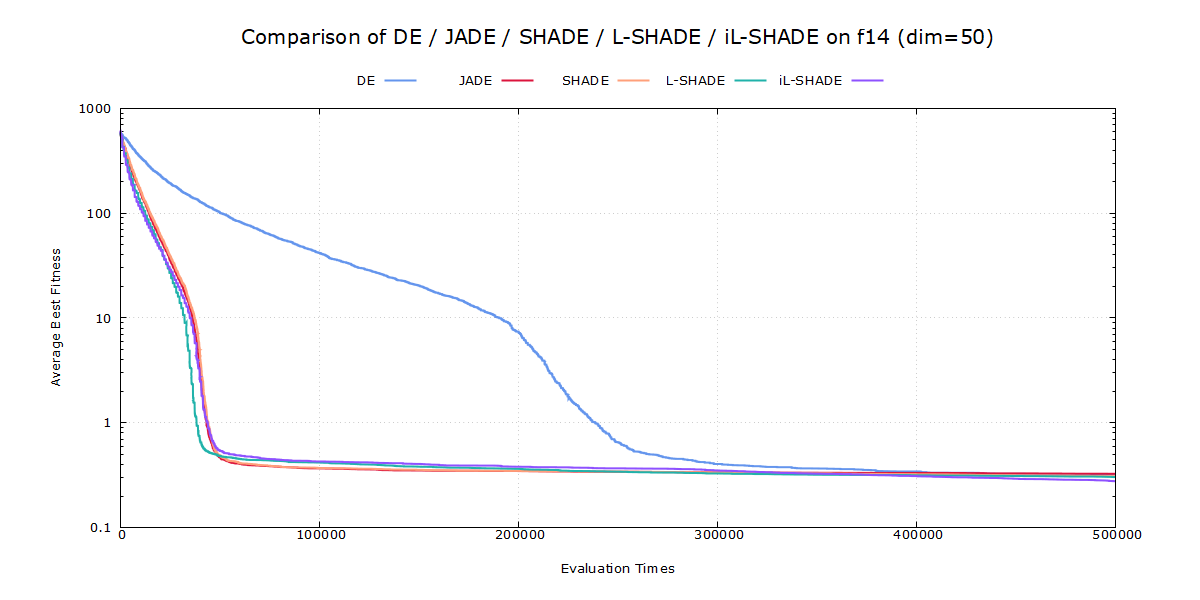 Comparison of DE / JADE / SHADE / L-SHADE / iL-SHADE on f14 (dim=50)
DE JADE SHADE L-SHADE iL-SHADE
1000
100
10
1
0.1
Average Best Fitness
0 100000 200000 300000 400000 500000
Evaluation Times